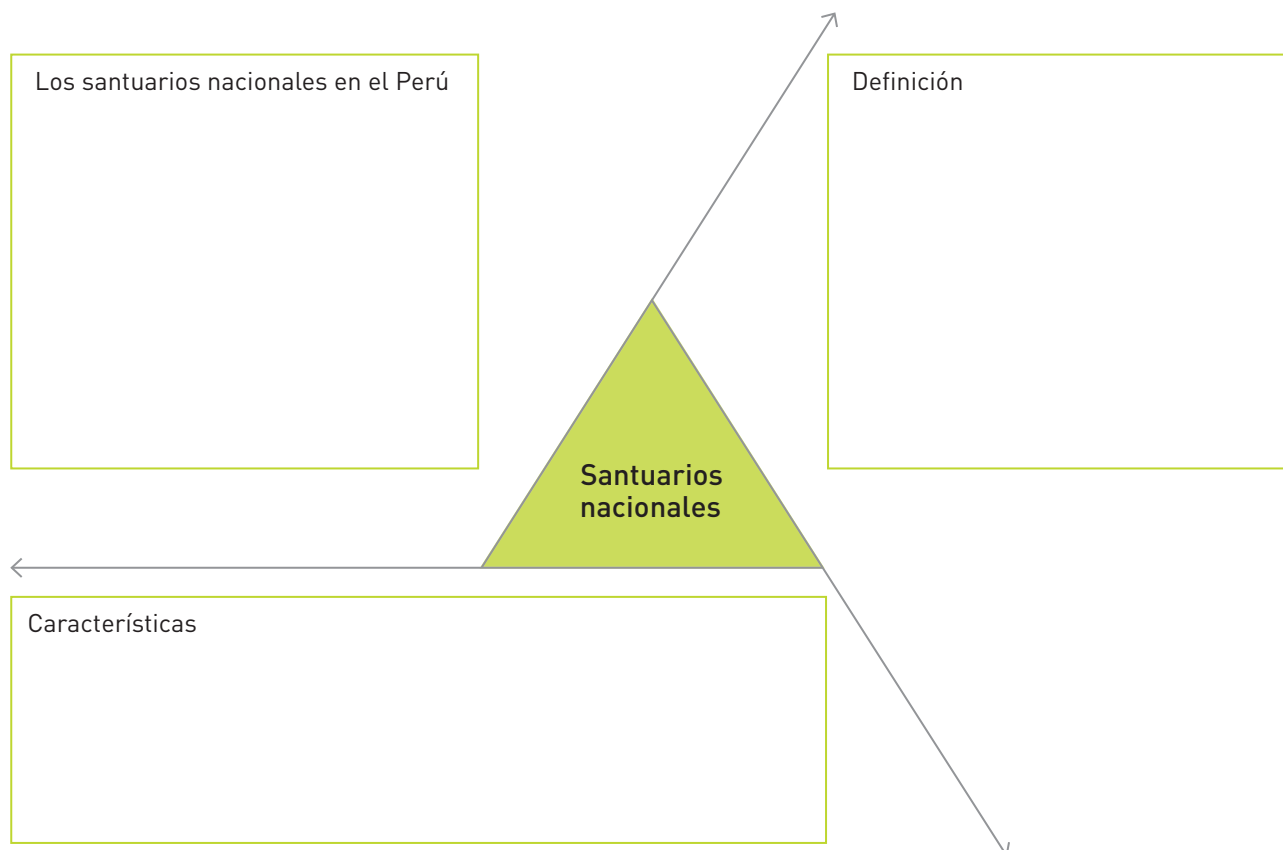 Los santuarios nacionales en el Perú
Definición
Santuarios
nacionales
Características